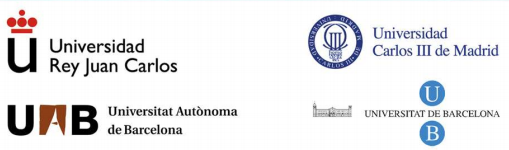 Universidad
Rey Juan Carlos
Universidad
Carlos III de Madrid
UAB
Universitat Autònoma
de Barcelona
U
UNIVERSITAT DE BARCELONA
B